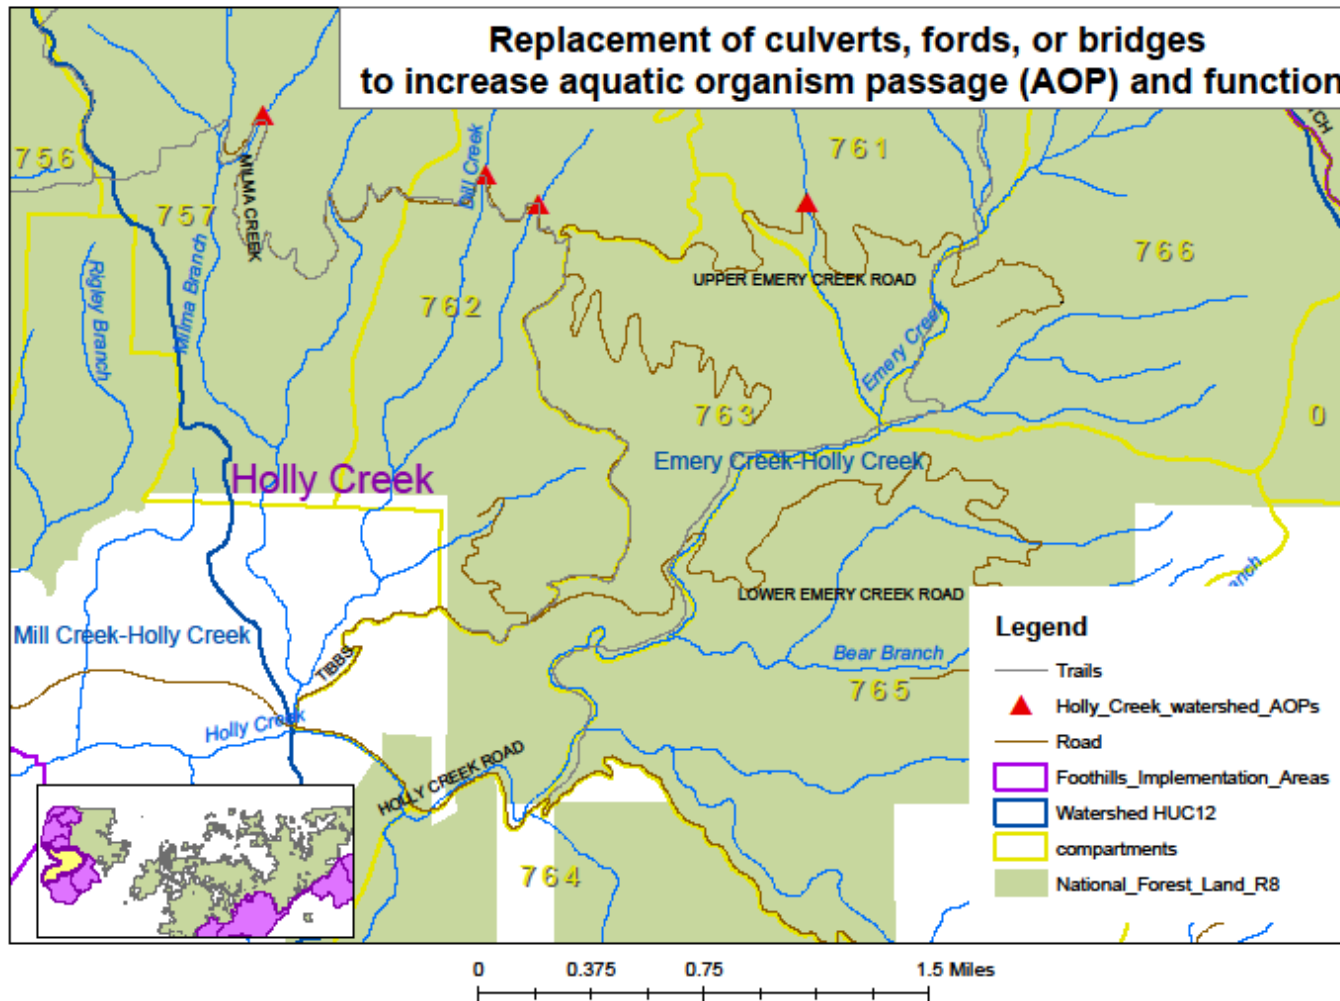 Replacement of culverts, fords, or bridges
to increase aquatic organism passage (AOP) and function
756
757
MILMA CREEK
Milma Branch
Rigley Branch
Dill Creek
762
761
766
UPPER EMERY CREEK ROAD
Emery Creek
763
0
Holly Creek
Emery Creek-Holly Creek
LOWER EMERY CREEK ROAD
Mill Creek-Holly Creek
TIBBS
Bear Branch
765
Holly Creek
HOLLY CREEK ROAD
764
Legend
Trails
Holly_Creek_watershed_AOPs
Road
Foothills_Implementation_Areas
Watershed HUC12
compartments
National_Forest_Land_R8
0 0.375 0.75 1.5 Miles